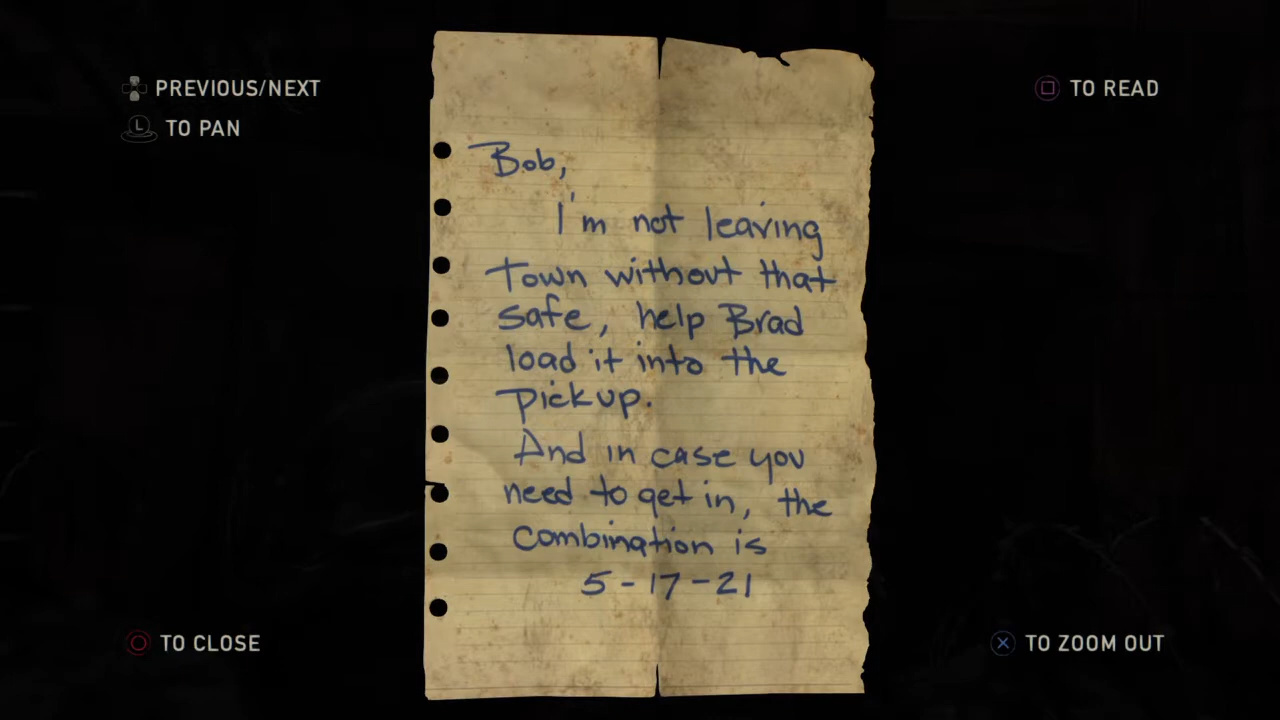 PREVIOUS/NEXT
L TO PAN
TO READ
Bob,
I'm not leaving
town without that
safe, help Brad
load it into the
pickup.
And in case you
need to get in, the
combination is
5-17-21
TO CLOSE
TO ZOOM OUT